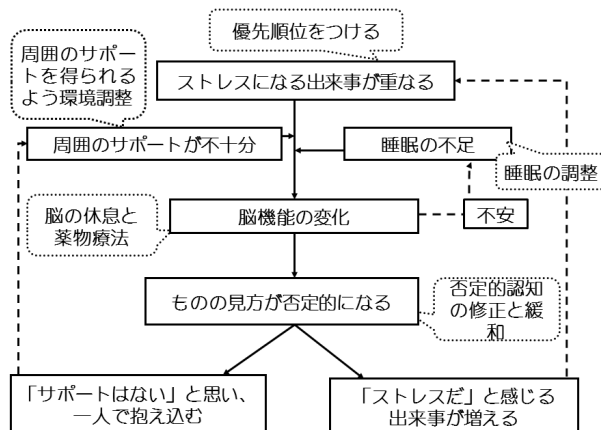 優先順位をつける
周囲のサポー
トを得られる
よう環境調整
ストレスになる出来事が重なる
周囲のサポートが不十分
睡眠の不足
睡眠の調整
脳の休息と
薬物療法
脳機能の変化
不安
ものの見方が否定的になる
否定的認知
の修正と緩
和
「サポートはない」と思い、
一人で抱え込む
「ストレスだ」と感じる
出来事が増える